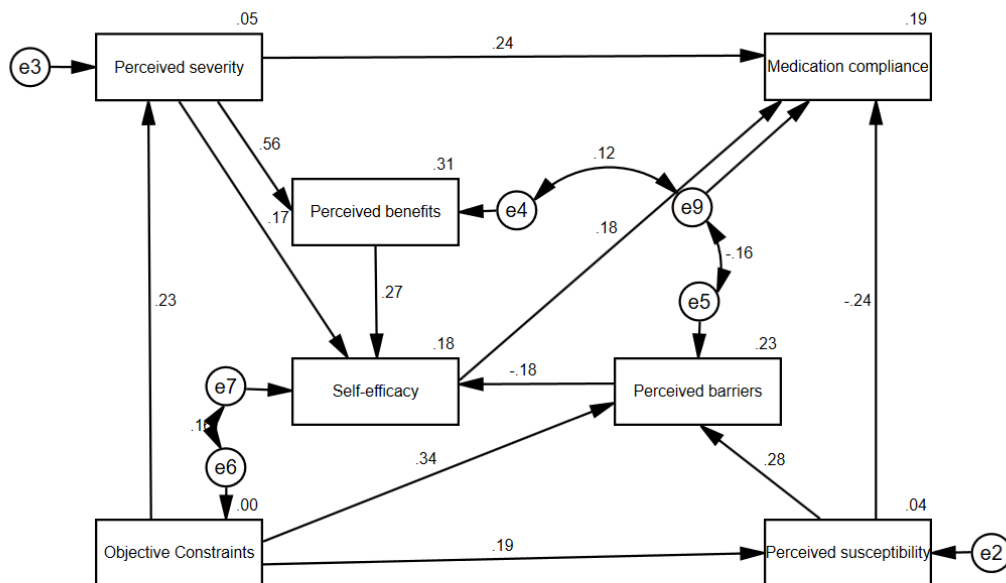 .05
.19
e3
Perceived severity
.24
Medication compliance
.56
.12
.31
.17
Perceived benefits
e4
e9
.18
-.16
.23
.27
e5
-.24
.18
.23
e7
Self-efficacy
-.18
Perceived barriers
e6
.34
.28
.00
.04
Objective Constraints
.19
Perceived susceptibility
e2